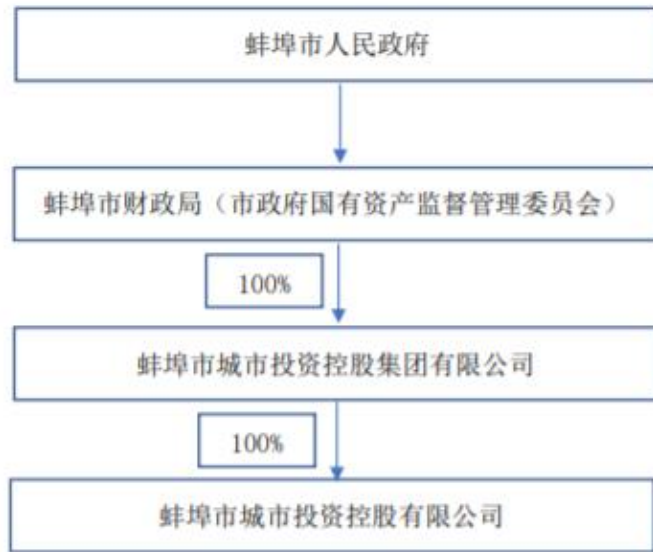 蚌埠市人民政府
蚌埠市财政局（市政府国有资产监督管理委员会）
100%
蚌埠市城市投资控股集团有限公司
100%
蚌埠市城市投资控股有限公司